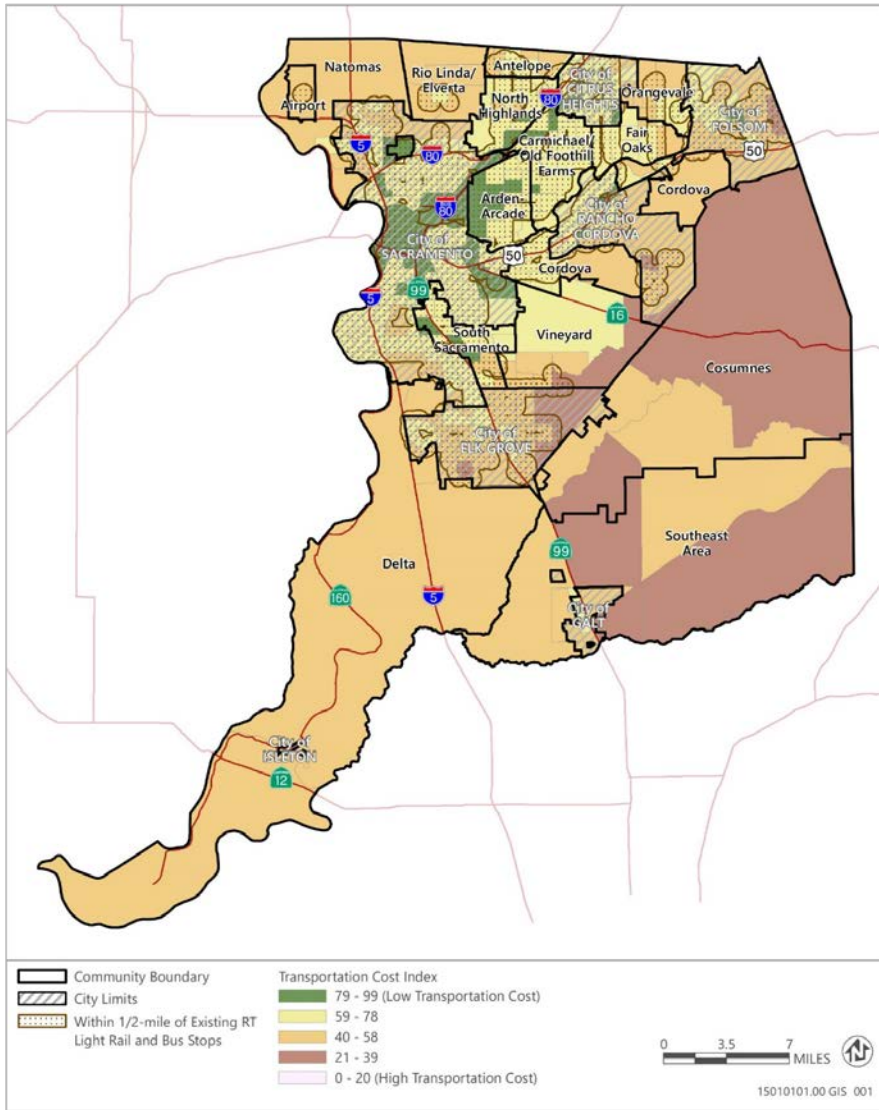 Natomas
Rio Linda/
Elverta
Antelope
City of
CITRUS
HEIGHTS
Orangevale
City of
FOLSOM
Airport
North
Highlands
80
Fair
Oaks
5
80
Carmichael/
Old Foothill
Farms
50
Cordova
80
Arden-
Arcade
City of
RANCHO
CORDOVA
City of
SACRAMENTO
50
Cordova
5
99
16
South
Sacramento
Vineyard
Cosumnes
City of
ELK GROVE
Southeast
Area
99
Delta
160
5
City of
GALT
City of
ISLETON
12
Community Boundary
City Limits
Within 1/2-mile of Existing RT
Light Rail and Bus Stops
Transportation Cost Index
79 - 99 (Low Transportation Cost)
59 - 78
40 - 58
21 - 39
0 - 20 (High Transportation Cost)
0 3.5 7
MILES
N
15010101.00 GIS 001